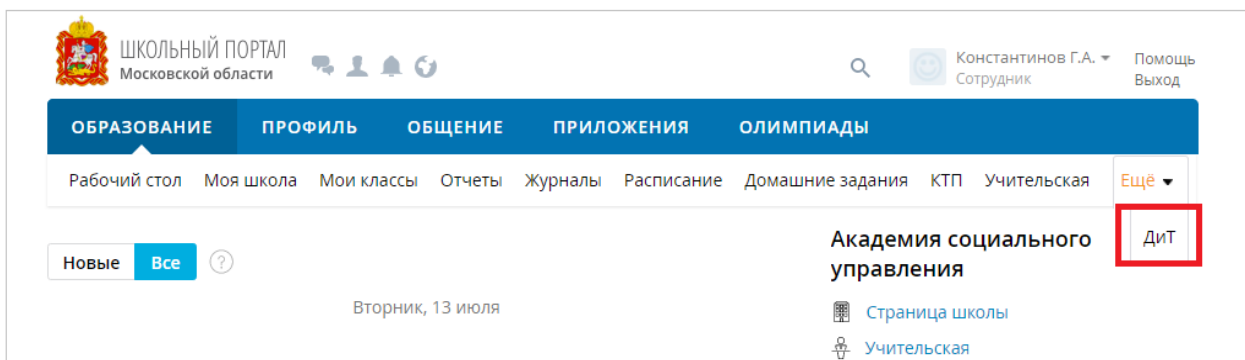 ШКОЛЬНЫЙ ПОРТАЛ
Московской области
Константинов Г.А.
Сотрудник
Помощь
Выход
ОБРАЗОВАНИЕ ПРОФИЛЬ ОБЩЕНИЕ ПРИЛОЖЕНИЯ ОЛИМПИАДЫ
Рабочий стол Моя школа Мои классы Отчеты Журналы Расписание Домашние задания КТП Учительская Ещё
ДиТ
Новые Все ?
Вторник, 13 июля
Академия социального
управления
Страница школы
Учительская